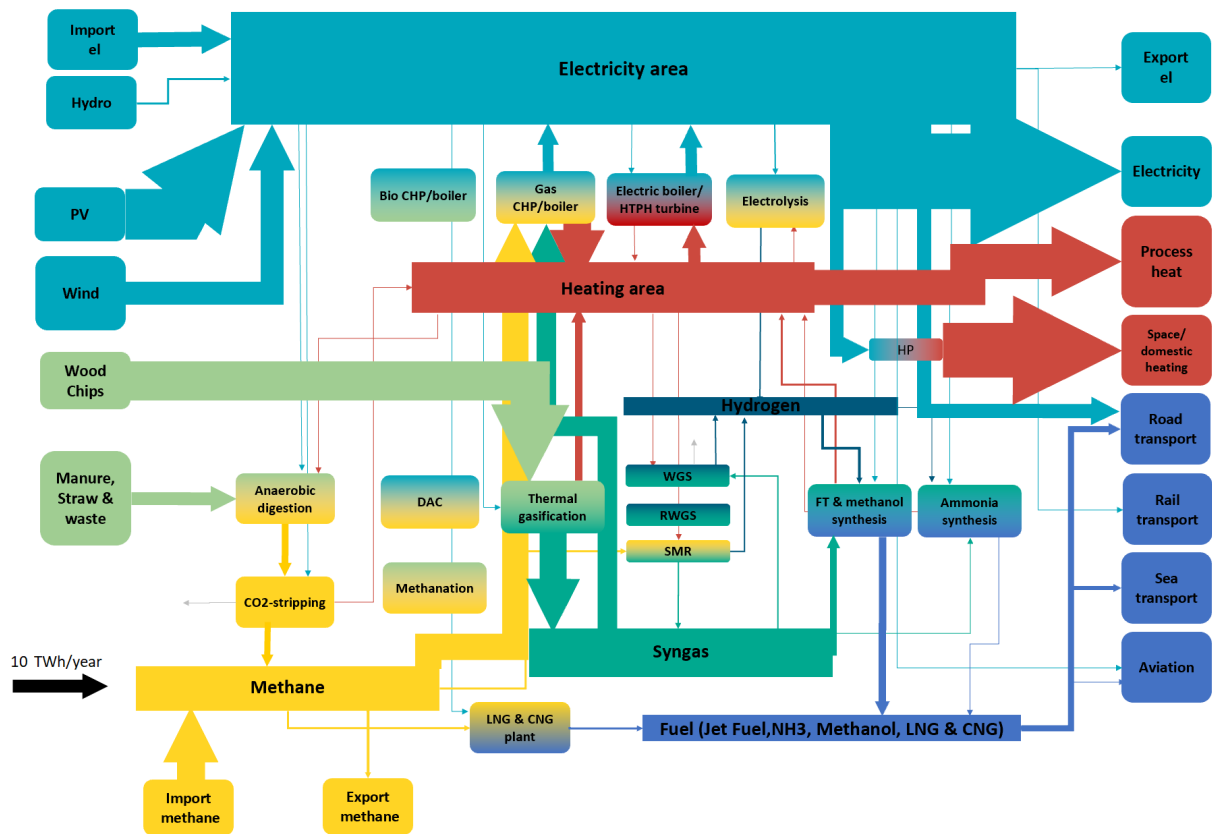 Import
el
Electricity area
Export
el
Hydro
Bio CHP/boiler
Gas
CHP/boiler
Electric boiler/
HTPH turbine
Electrolysis
Electricity
PV
Process
heat
Wind
Heating area
HP
Space/
domestic
heating
Wood
Chips
Hydrogen
Road
transport
Manure,
Straw &
waste
Anaerobic
digestion
DAC
Thermal
gasification
WGS
RWGS
SMR
FT & methanol
synthesis
Ammonia
synthesis
Rail
transport
CO2-stripping
Methanation
Sea
transport
10 TWh/year
Methane
Syngas
Aviation
LNG & CNG
plant
Fuel (Jet Fuel,NH3, Methanol, LNG & CNG)
Import
methane
Export
methane